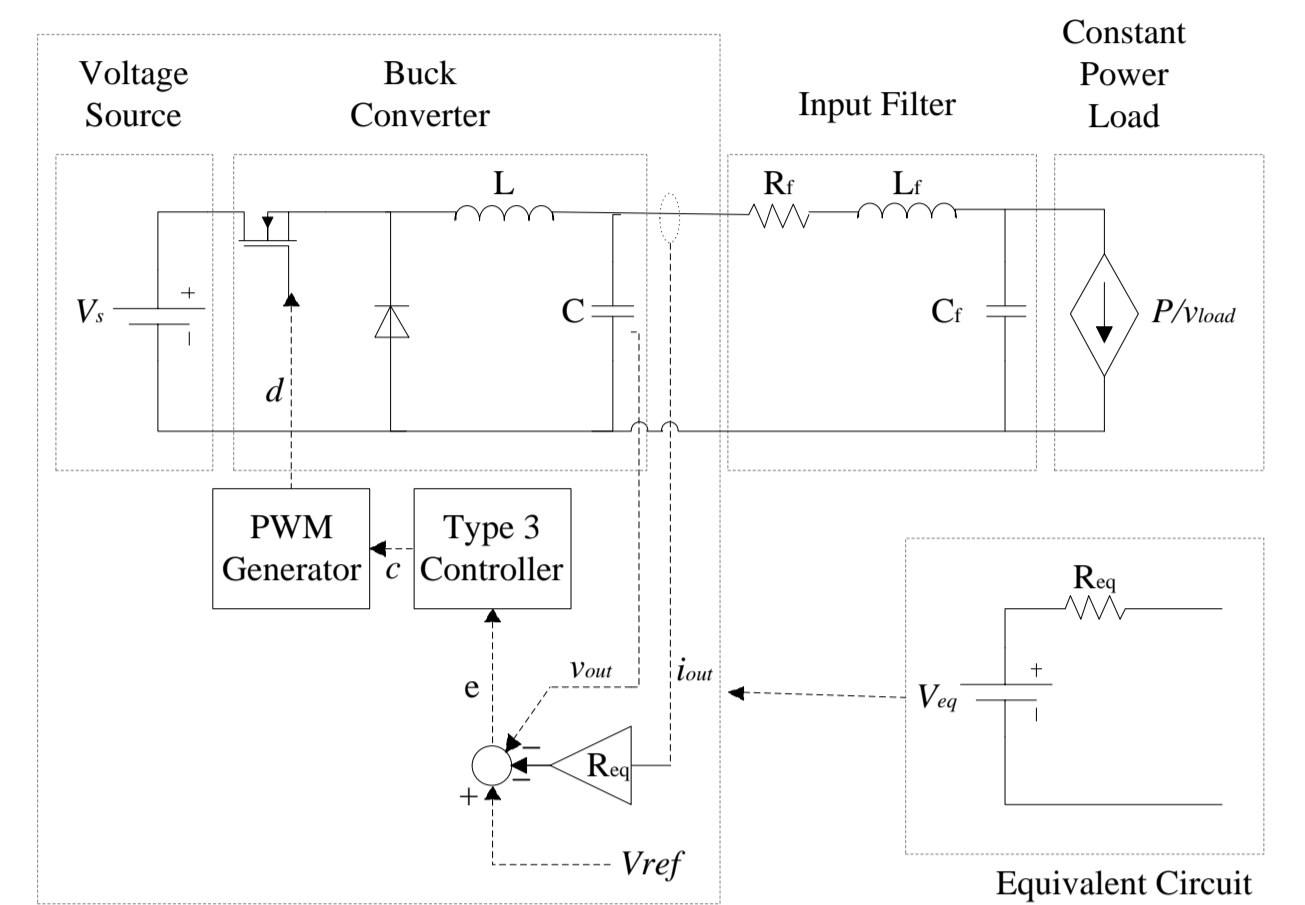 Constant
Power
Load
Voltage
Source
Buck
Converter
Input Filter
L
Rf
Lf
Vs
+
–
C
Cf
P/vload
d
PWM
Generator
c
Type 3
Controller
e
vout
iout
–
–
+
Req
Vref
Req
Veq
+
–
Equivalent Circuit